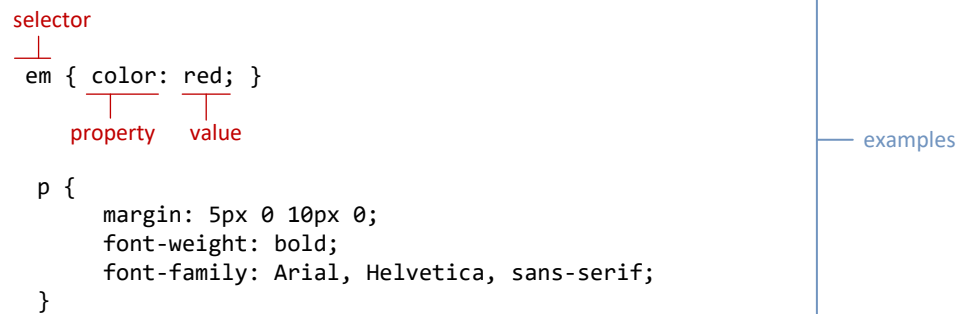 selector
em { color: red; }
property value
examples
p {
margin: 5px 0 10px 0;
font-weight: bold;
font-family: Arial, Helvetica, sans-serif;
}